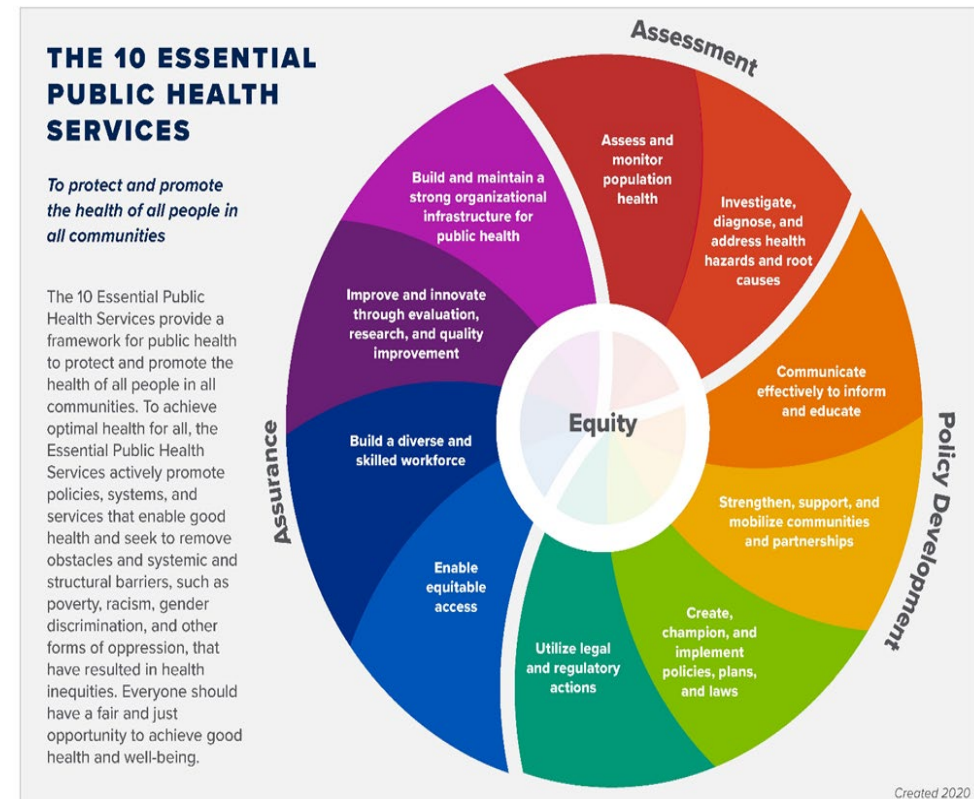 THE 10 ESSENTIAL
PUBLIC HEALTH
SERVICES
To protect and promote
the health of all people in
all communities
The 10 Essential Public
Health Services provide a
framework for public health
to protect and promote the
health of all people in all
communities. To achieve
optimal health for all, the
Essential Public Health
Services actively promote
policies, systems, and
services that enable good
health and seek to remove
obstacles and systemic and
structural barriers, such as
poverty, racism, gender
discrimination, and other
forms of oppression, that
have resulted in health
inequities. Everyone should
have a fair and just
opportunity to achieve good
health and well-being.
Assessment
Assess and
monitor
population
health
Investigate,
diagnose, and
address health
hazards and root
causes
Policy Development
Communicate
effectively to inform
and educate
Strengthen, support, and
mobilize communities
and partnerships
Create,
champion, and
implement
policies, plans,
and laws
Utilize legal
and regulatory
actions
Assurance
Enable
equitable
access
Build a diverse and
skilled workforce
Improve and innovate
through evaluation,
research, and quality
improvement
Build and maintain a
strong organizational
infrastructure for
public health
Equity
Created 2020